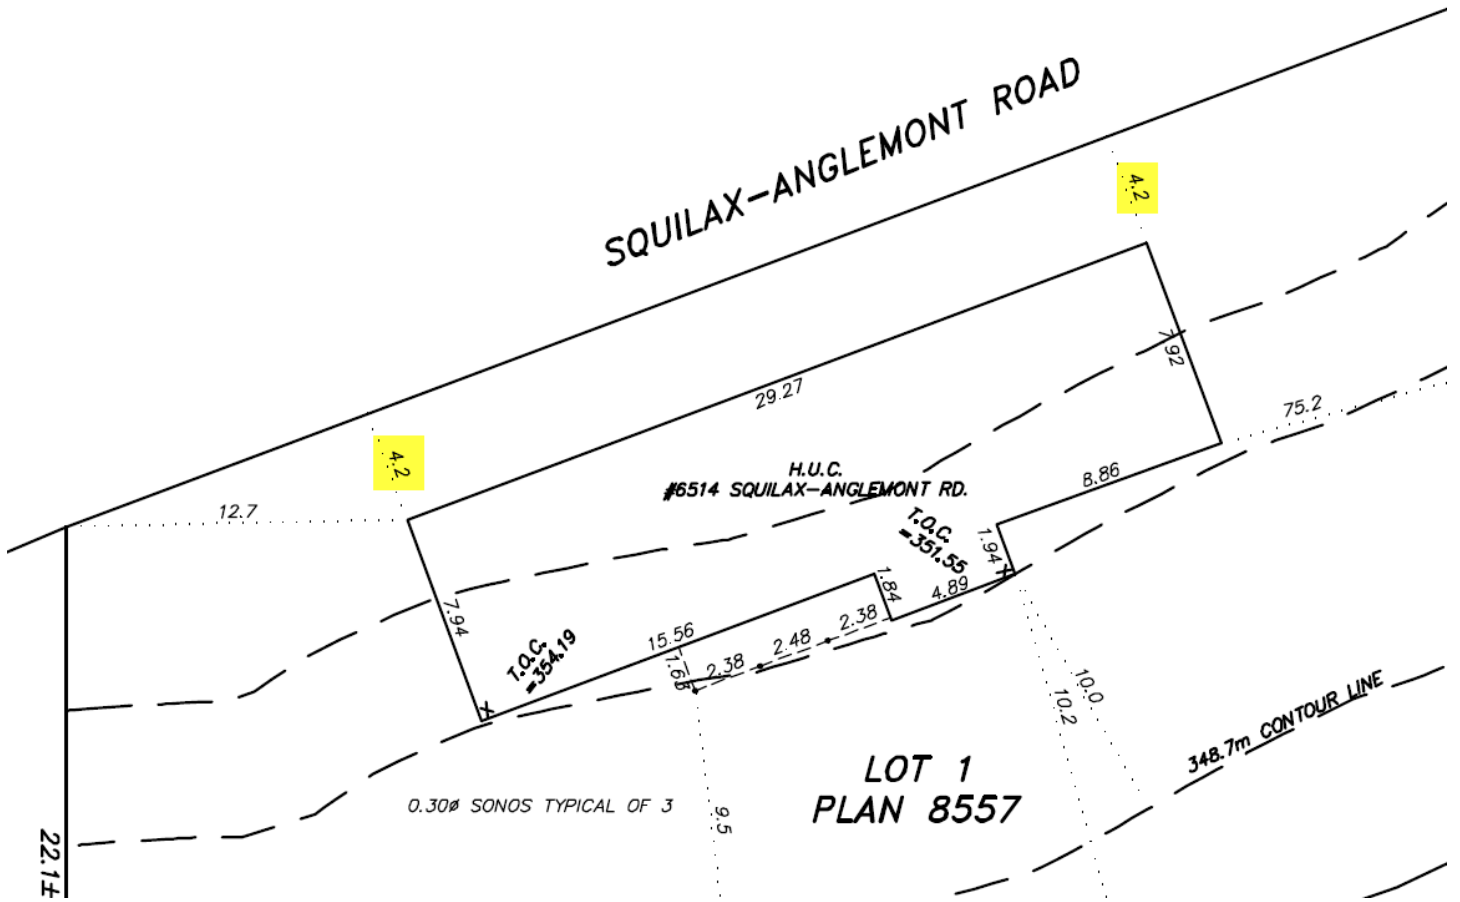 SQUILAX-ANGLEMONT ROAD
4.2
4.2
29.27
7.92
75.2
12.7
H.U.C.
#6514 SQUILAX-ANGLEMONT RD.
8.86
T.O.C.
=351.55
1.94
4.89
1.84
7.94
T.O.C.
=354.19
15.56
1.63
2.38
2.48
2.38
10.0
10.2
348.7m CONTOUR LINE
LOT 1
PLAN 8557
0.30ø SONOS TYPICAL OF 3
9.5
22.1±